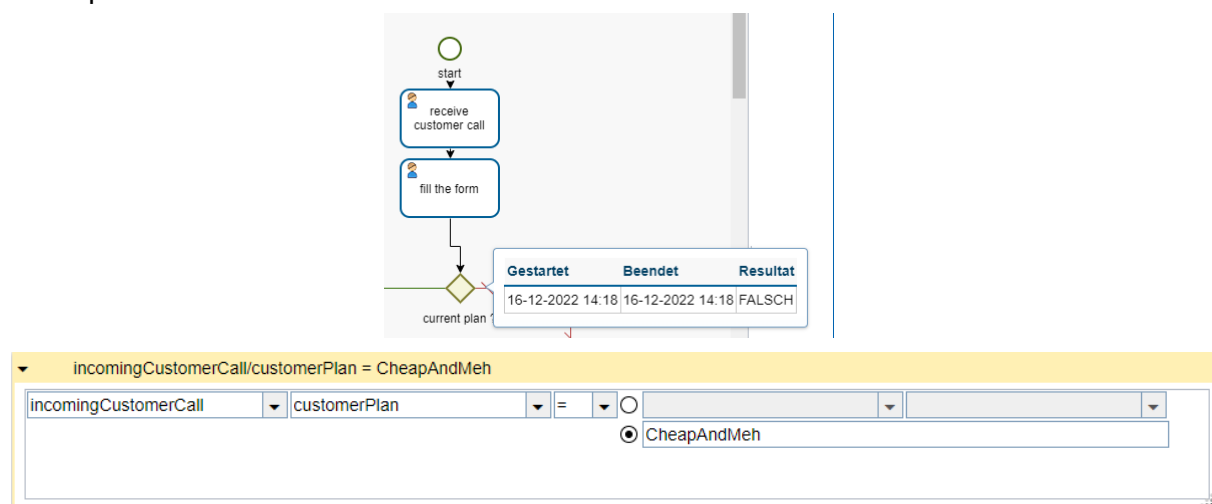 start
receive
customer call
fill the form
Gestartet Beendet Resultat
16-12-2022 14:18 16-12-2022 14:18 FALSCH
current plan ?
incomingCustomerCall/customerPlan = CheapAndMeh
incomingCustomerCall customerPlan =
CheapAndMeh